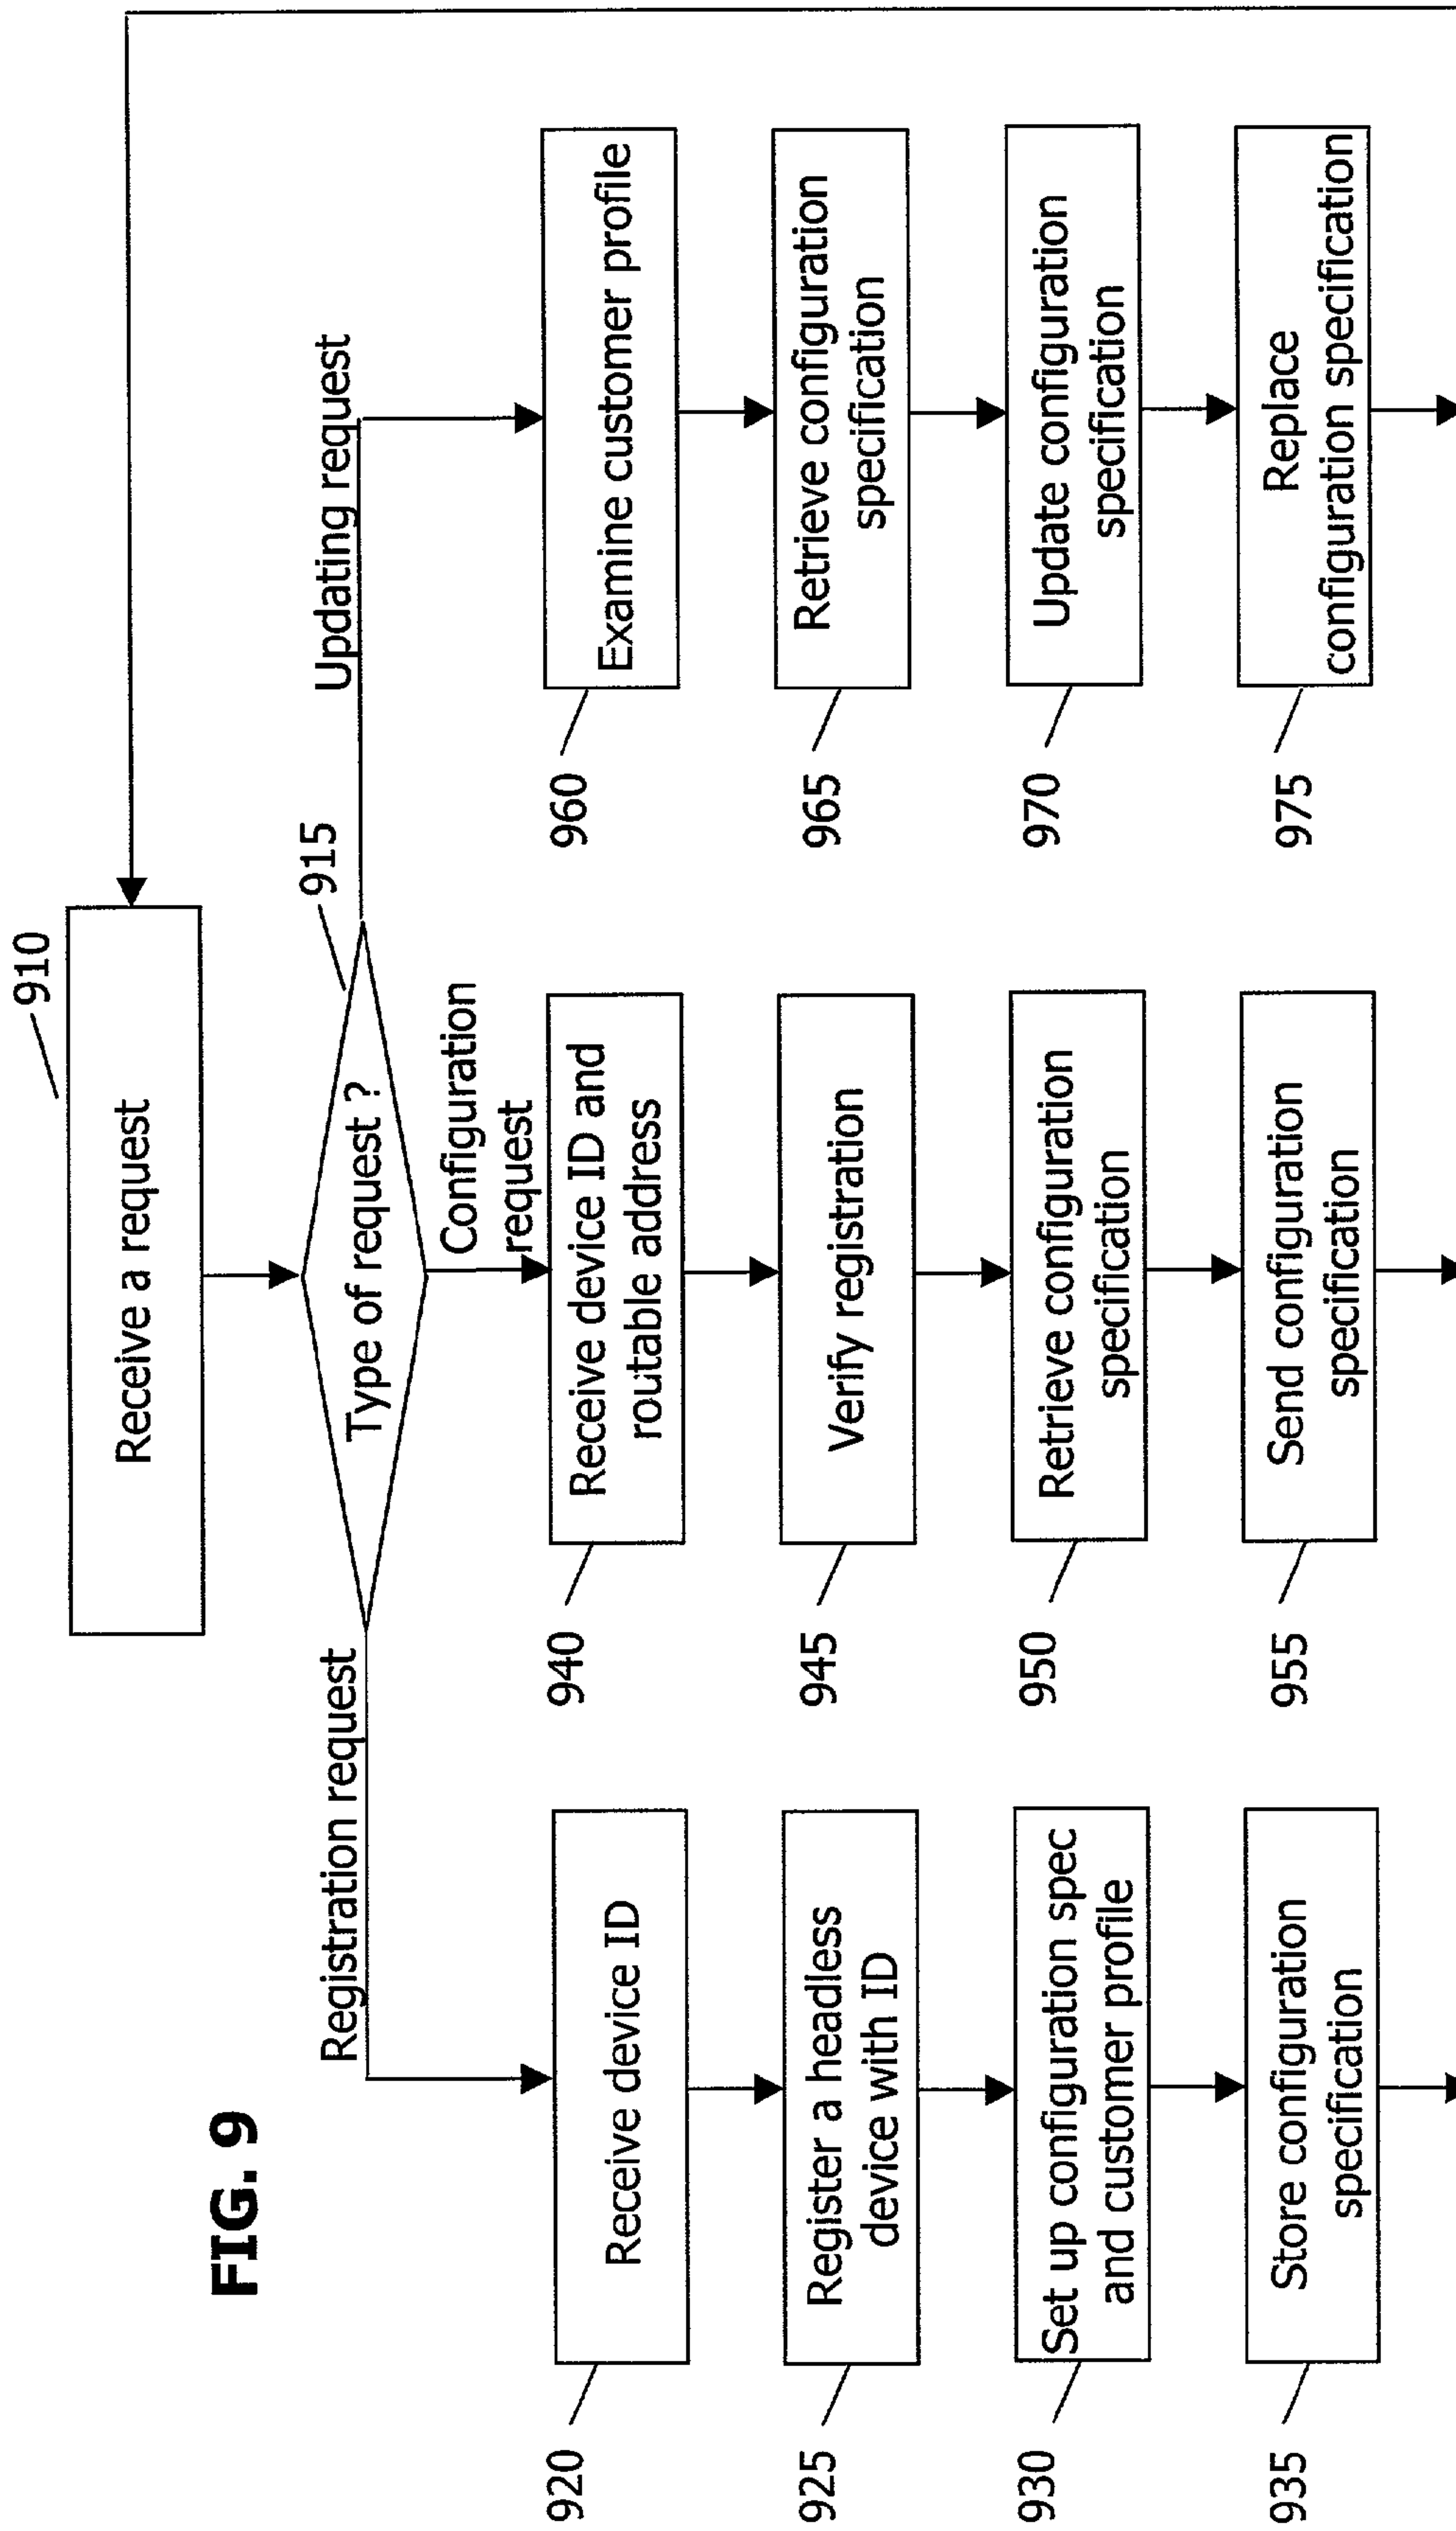 FIG. 9
910
Receive a request
915
Type of request ?
Registration request
Configuration
request
Updating request
920
Receive device ID
925
Register a headless
device with ID
930
Set up configuration spec
and customer profile
935
Store configuration
specification
940
Receive device ID and
routable address
945
Verify registration
950
Retrieve configuration
specification
955
Send configuration
specification
960
Examine customer profile
965
Retrieve configuration
specification
970
Update configuration
specification
975
Replace
configuration specification